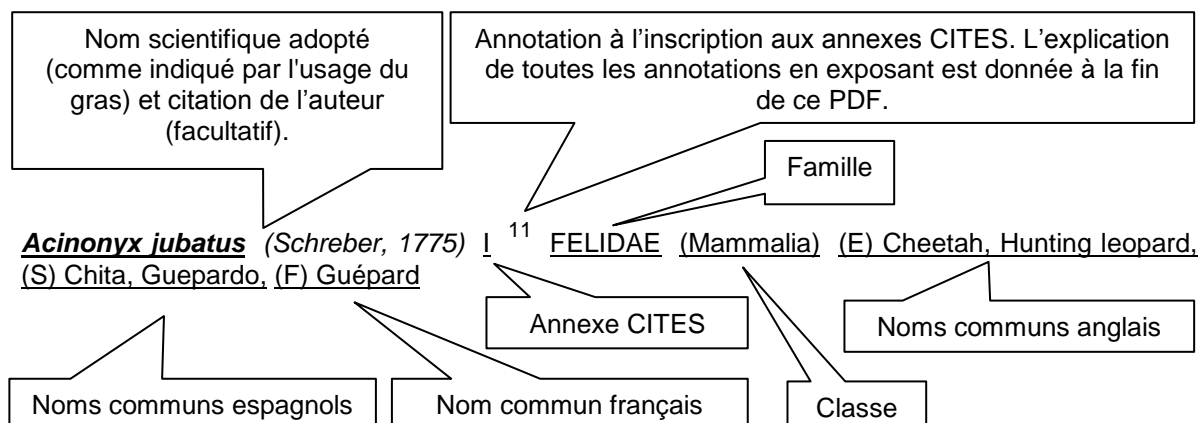 Nom scientifique adopté
(comme indiqué par l'usage du
gras) et citation de l’auteur
(facultatif).
Annotation à l’inscription aux annexes CITES. L’explication
de toutes les annotations en exposant est donnée à la fin
de ce PDF.
Famille
Acinonyx jubatus (Schreber, 1775) I 11 FELIDAE (Mammalia) (E) Cheetah, Hunting leopard,
(S) Chita, Guepardo, (F) Guépard
Annexe CITES
Noms communs anglais
Noms communs espagnols
Nom commun français
Classe